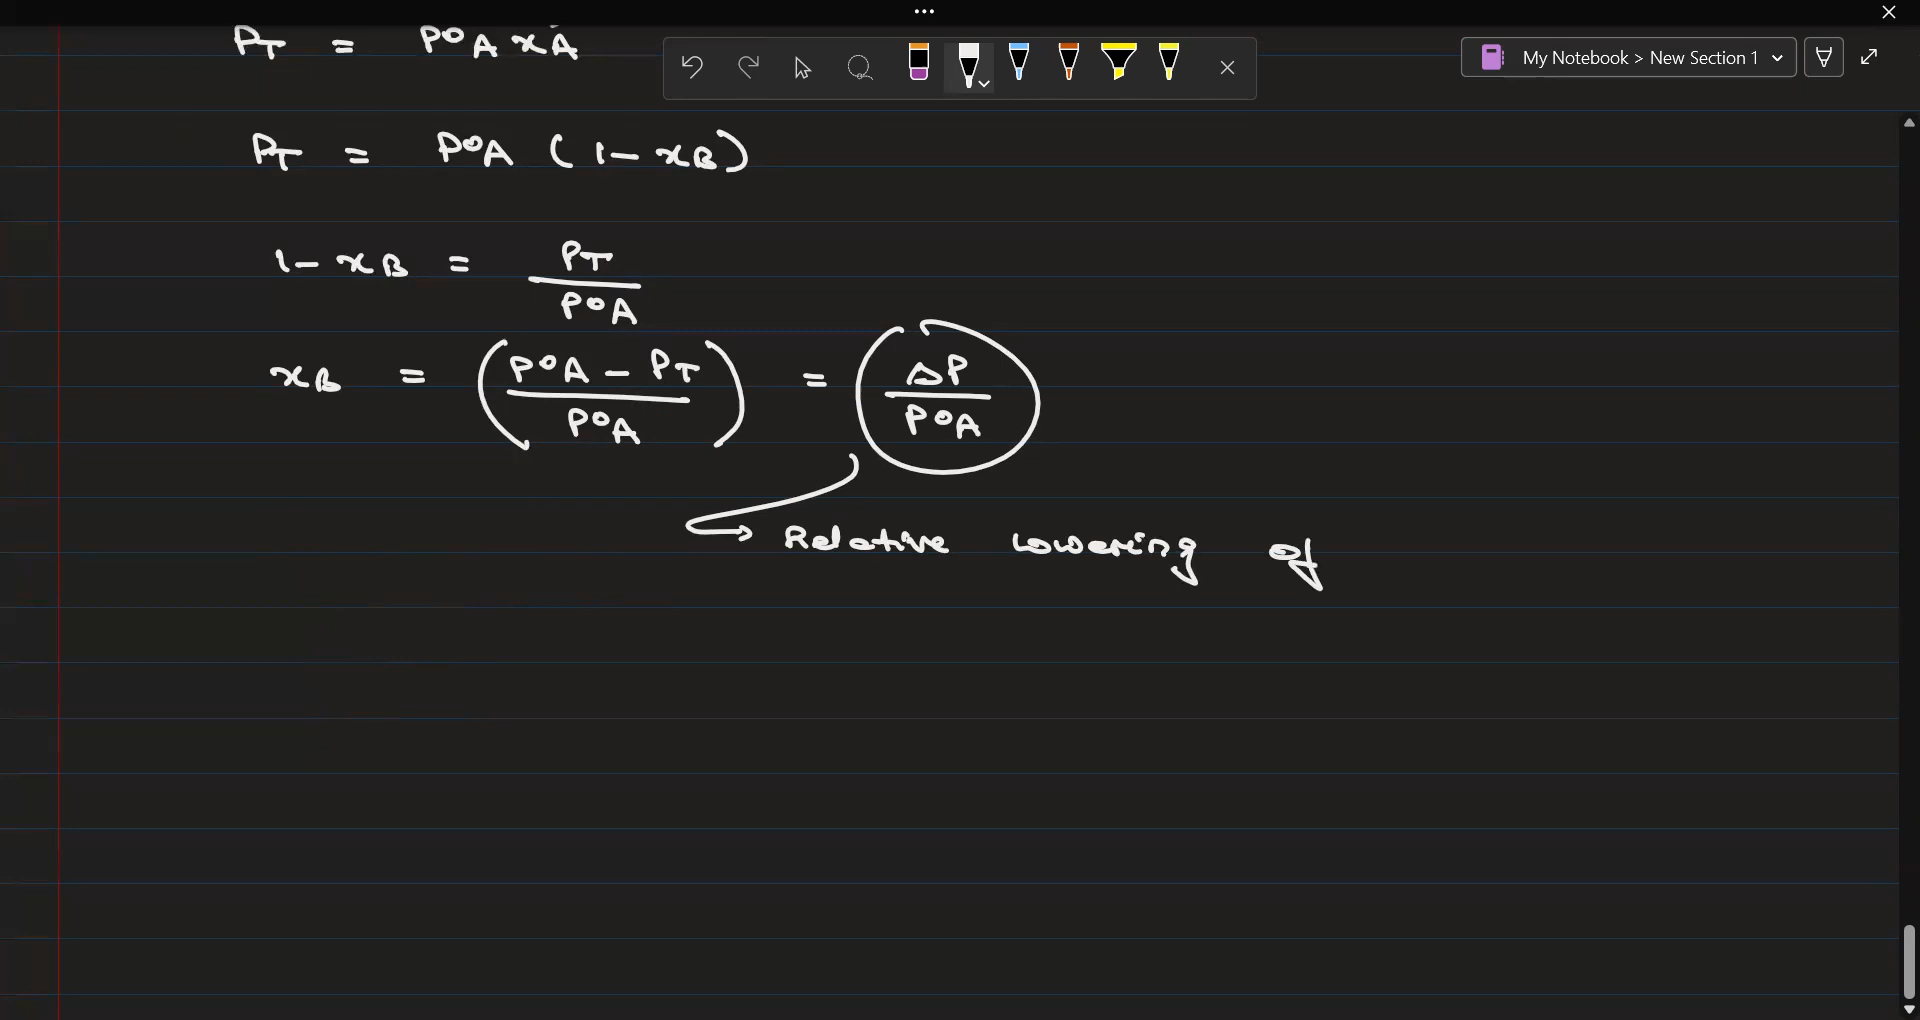 PT = P°A xA
My Notebook > New Section 1
PT = P°A (1 - xB)
1 - xB = PT / P°A
xB = (P°A - PT / P°A) = ΔP / P°A
Relative lowering of